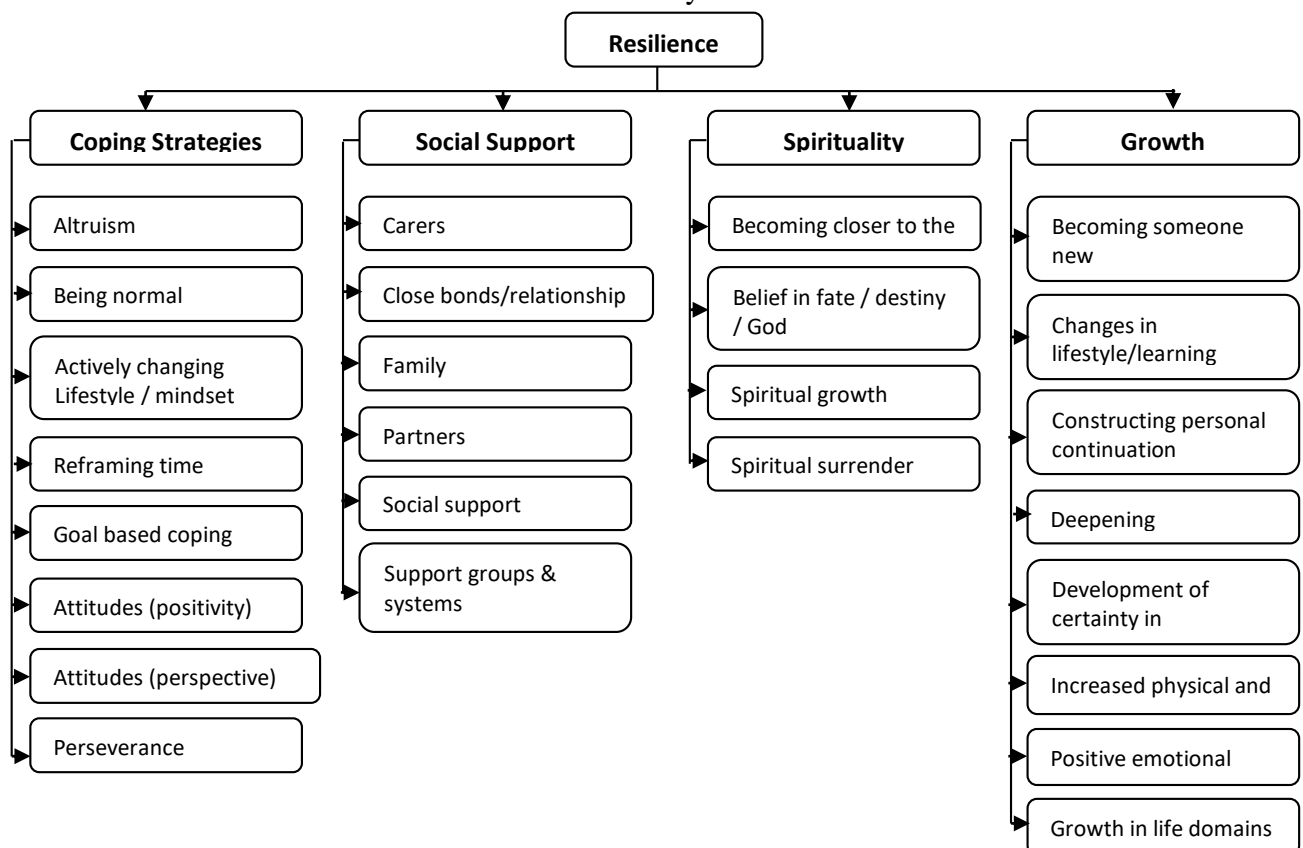 Resilience
Coping Strategies
Altruism
Being normal
Actively changing
Lifestyle / mindset
Reframing time
Goal based coping
Attitudes (positivity)
Attitudes (perspective)
Perseverance
Social Support
Carers
Close bonds/relationship
Family
Partners
Social support
Support groups &
systems
Spirituality
Becoming closer to the
Belief in fate / destiny
/ God
Spiritual growth
Spiritual surrender
Growth
Becoming someone
new
Changes in
lifestyle/learning
Constructing personal
continuation
Deepening
Development of
certainty in
Increased physical and
Positive emotional
Growth in life domains